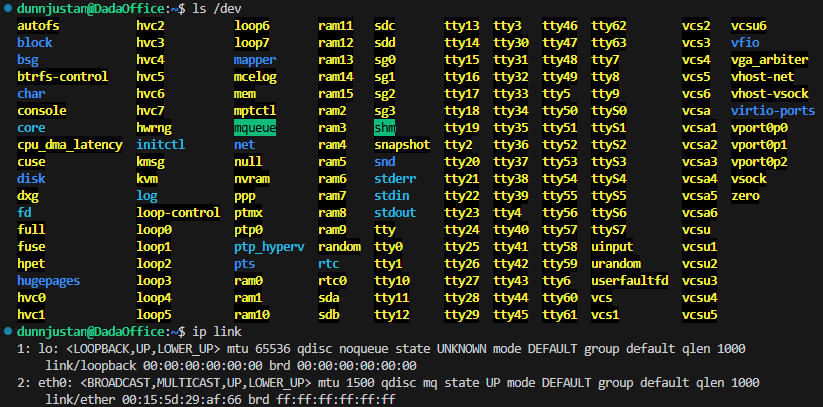 dunnjustan@DadaOffice:~$ ls /dev
autofs hvc2 loop6 ram11 sdc tty13 tty3 tty46 tty62 vcs2 vcsu6
block hvc3 loop7 ram12 sdd tty14 tty30 tty47 tty63 vcs3 vfio
bsg hvc4 mapper ram13 sg0 tty15 tty31 tty48 tty7 vcs4 vga_arbiter
btrfs-control hvc5 mcelog ram14 sg1 tty16 tty32 tty49 tty8 vcs5 vhost-net
char hvc6 mem ram15 sg2 tty17 tty33 tty5 tty9 vcs6 vhost-vsock
console hvc7 mptctl ram2 sg3 tty18 tty34 tty50 ttyS0 vcsa virtio-ports
core hwrng mqueue ram3 shm tty19 tty35 tty51 ttyS1 vcsa1 vport0p0
cpu_dma_latency initctl net ram4 snapshot tty2 tty36 tty52 ttyS2 vcsa2 vport0p1
cuse kmsg null ram5 snd tty20 tty37 tty53 ttyS3 vcsa3 vport0p2
disk kvm nvram ram6 stderr tty21 tty38 tty54 ttyS4 vcsa4 vsock
dxg log ppp ram7 stdin tty22 tty39 tty55 ttyS5 vcsa5 zero
fd loop-control ptmx ram8 stdout tty23 tty4 tty56 ttyS6 vcsa6
full loop0 ptp0 ram9 tty tty24 tty40 tty57 ttyS7 vcsu
fuse loop1 ptp_hyperv random tty0 tty25 tty41 tty58 uinput vcsu1
hpet loop2 pts rtc tty1 tty26 tty42 tty59 urandom vcsu2
hugepages loop3 ram0 rtc0 tty10 tty27 tty43 tty6 userfaultfd vcsu3
hvc0 loop4 ram1 sda tty11 tty28 tty44 tty60 vcs vcsu4
hvc1 loop5 ram10 sdb tty12 tty29 tty45 tty61 vcs1 vcsu5
dunnjustan@DadaOffice:~$ ip link
1: lo: <LOOPBACK,UP,LOWER_UP> mtu 65536 qdisc noqueue state UNKNOWN mode DEFAULT group default qlen 1000
link/loopback 00:00:00:00:00:00 brd 00:00:00:00:00:00
2: eth0: <BROADCAST,MULTICAST,UP,LOWER_UP> mtu 1500 qdisc mq state UP mode DEFAULT group default qlen 1000
link/ether 00:15:5d:29:af:66 brd ff:ff:ff:ff:ff:ff